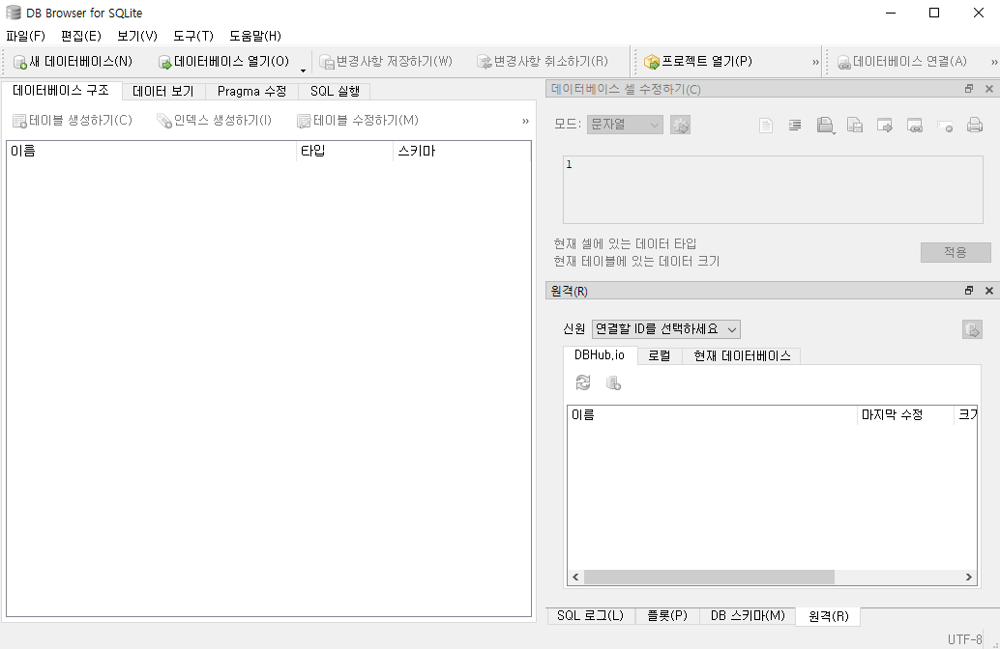 DB Browser for SQLite
파일(F) 편집(E) 보기(V) 도구(T) 도움말(H)
새 데이터베이스(N) 데이터베이스 열기(O) 변경사항 저장하기(W) 변경사항 취소하기(R) 프로젝트 열기(P) » 데이터베이스 연결(A) »
데이터베이스 구조 데이터 보기 Pragma 수정 SQL 실행
테이블 생성하기(C) 인덱스 생성하기(I) 테이블 수정하기(M) »
이름 타입 스키마
데이터베이스 셀 수정하기(C)
모드: 문자열
1
현재 셀에 있는 데이터 타입
현재 테이블에 있는 데이터 크기
적용
원격(R)
신원 연결할 ID를 선택하세요
DBHub.io 로컬 현재 데이터베이스
이름 마지막 수정 크기
SQL 로그(L) 플롯(P) DB 스키마(M) 원격(R)
UTF-8